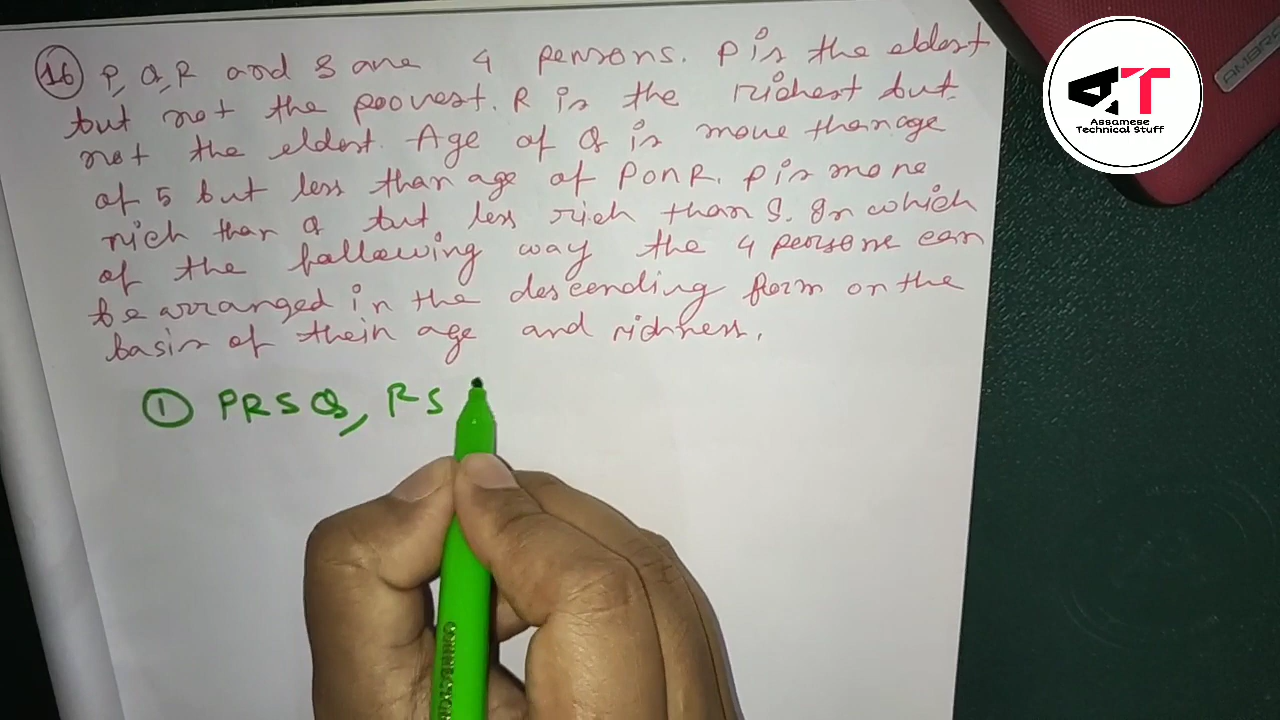 16 P, Q, R and S are 4 persons. P is the eldest
but not the poorest. R is the richest but
not the eldest. Age of Q is more than age
of S but less than age of P or R. P is more
rich than Q but less rich than S. In which
of the following way the 4 persons can
be arranged in the descending form on the
basis of their age and richness.
1 PRSQ, RS
AT
Assamese
Technical Stuff